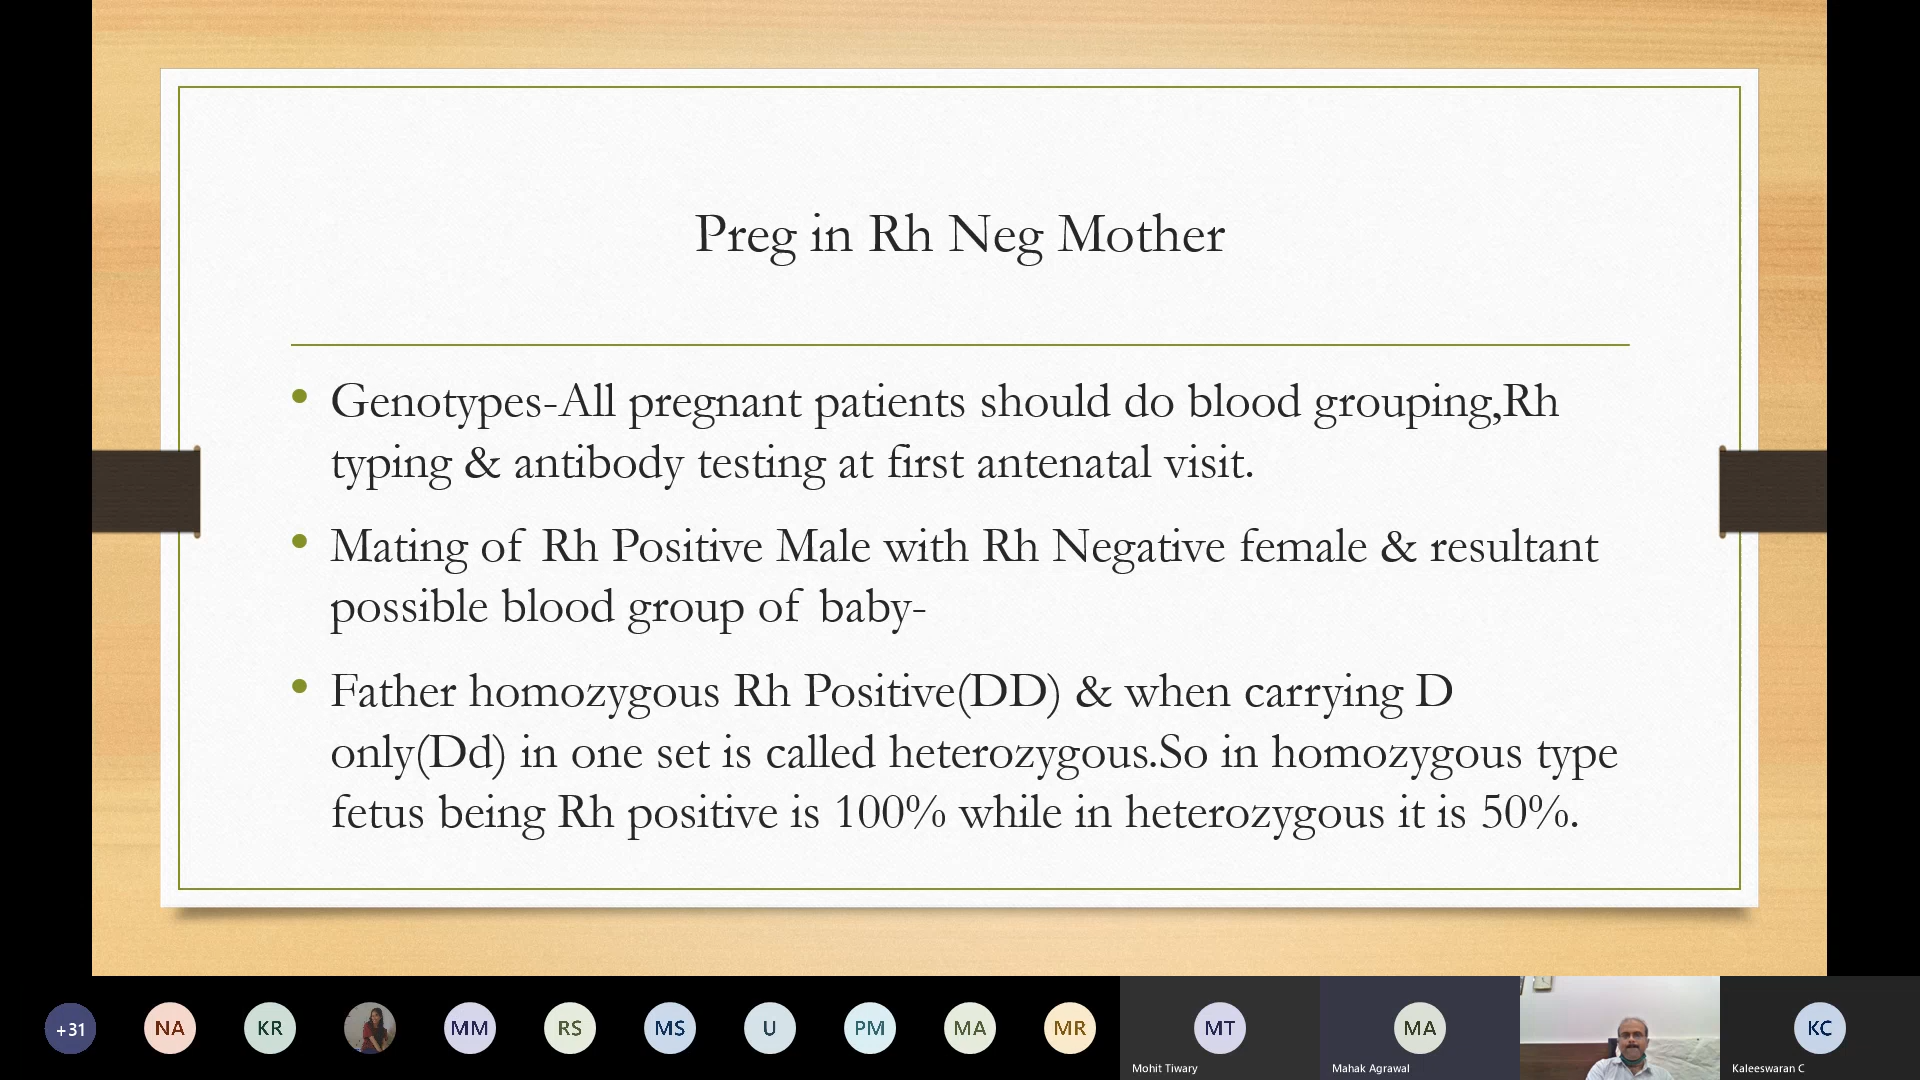 Preg in Rh Neg Mother
Genotypes-All pregnant patients should do blood grouping,Rh
typing & antibody testing at first antenatal visit.
Mating of Rh Positive Male with Rh Negative female & resultant
possible blood group of baby-
Father homozygous Rh Positive(DD) & when carrying D
only(Dd) in one set is called heterozygous.So in homozygous type
fetus being Rh positive is 100% while in heterozygous it is 50%.
+31 NA KR MM RS MS U PM MA MR MT MA KC
Mohit Tiwary Mahak Agrawal Kaleeswaran C